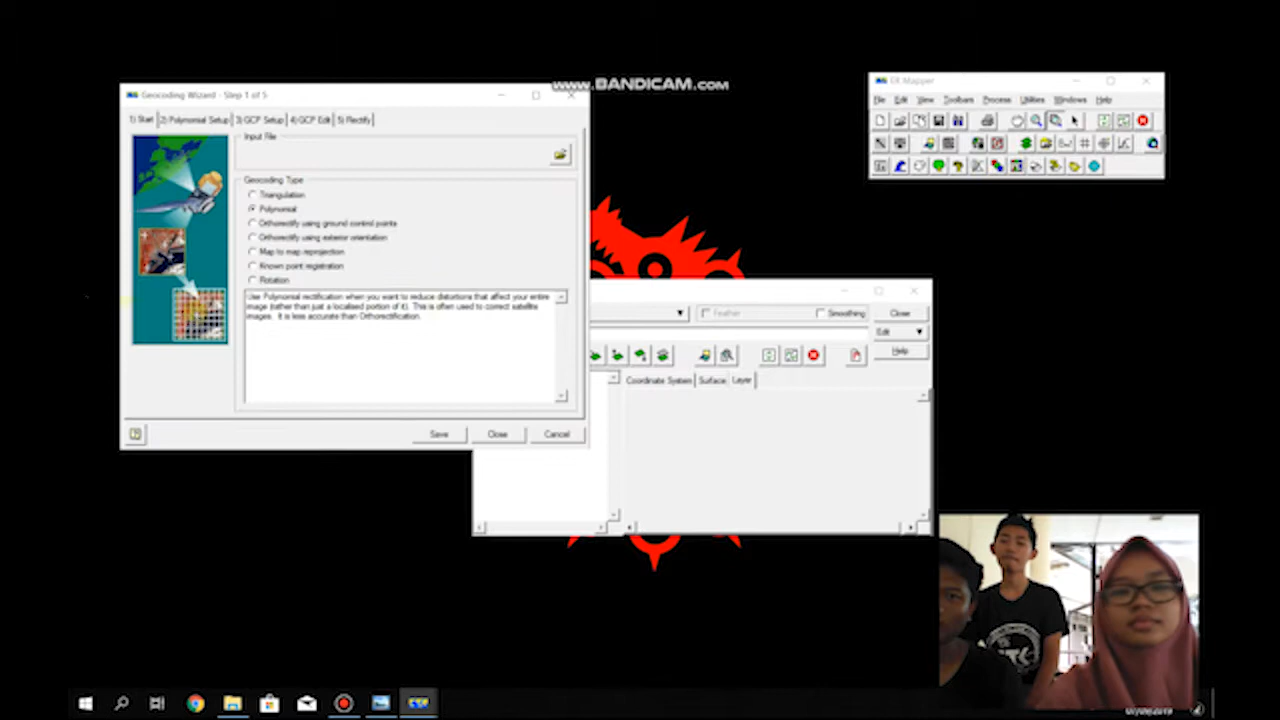 www.BANDICAM.com
Geocoding Wizard - Step 1 of 5
1) Start
2) Polynomial Setup
3) GCP Setup
4) GCP Edit
5) Rectify
Input File
Geocoding Type
Triangulation
Polynomial
Orthorectify using ground control points
Orthorectify using exterior orientation
Map to map reprojection
Known point registration
Rotation
Use Polynomial rectification when you want to reduce distortions that affect your entire
image (rather than just a localised portion of it). This is often used to correct satellite
images. It is less accurate than Orthorectification.
Save
Close
Cancel
ER Mapper
File Edit View Toolbars Process Utilities Windows Help
Feather
Smoothing
Close
Edit
Help
Coordinate System
Surface
Layer